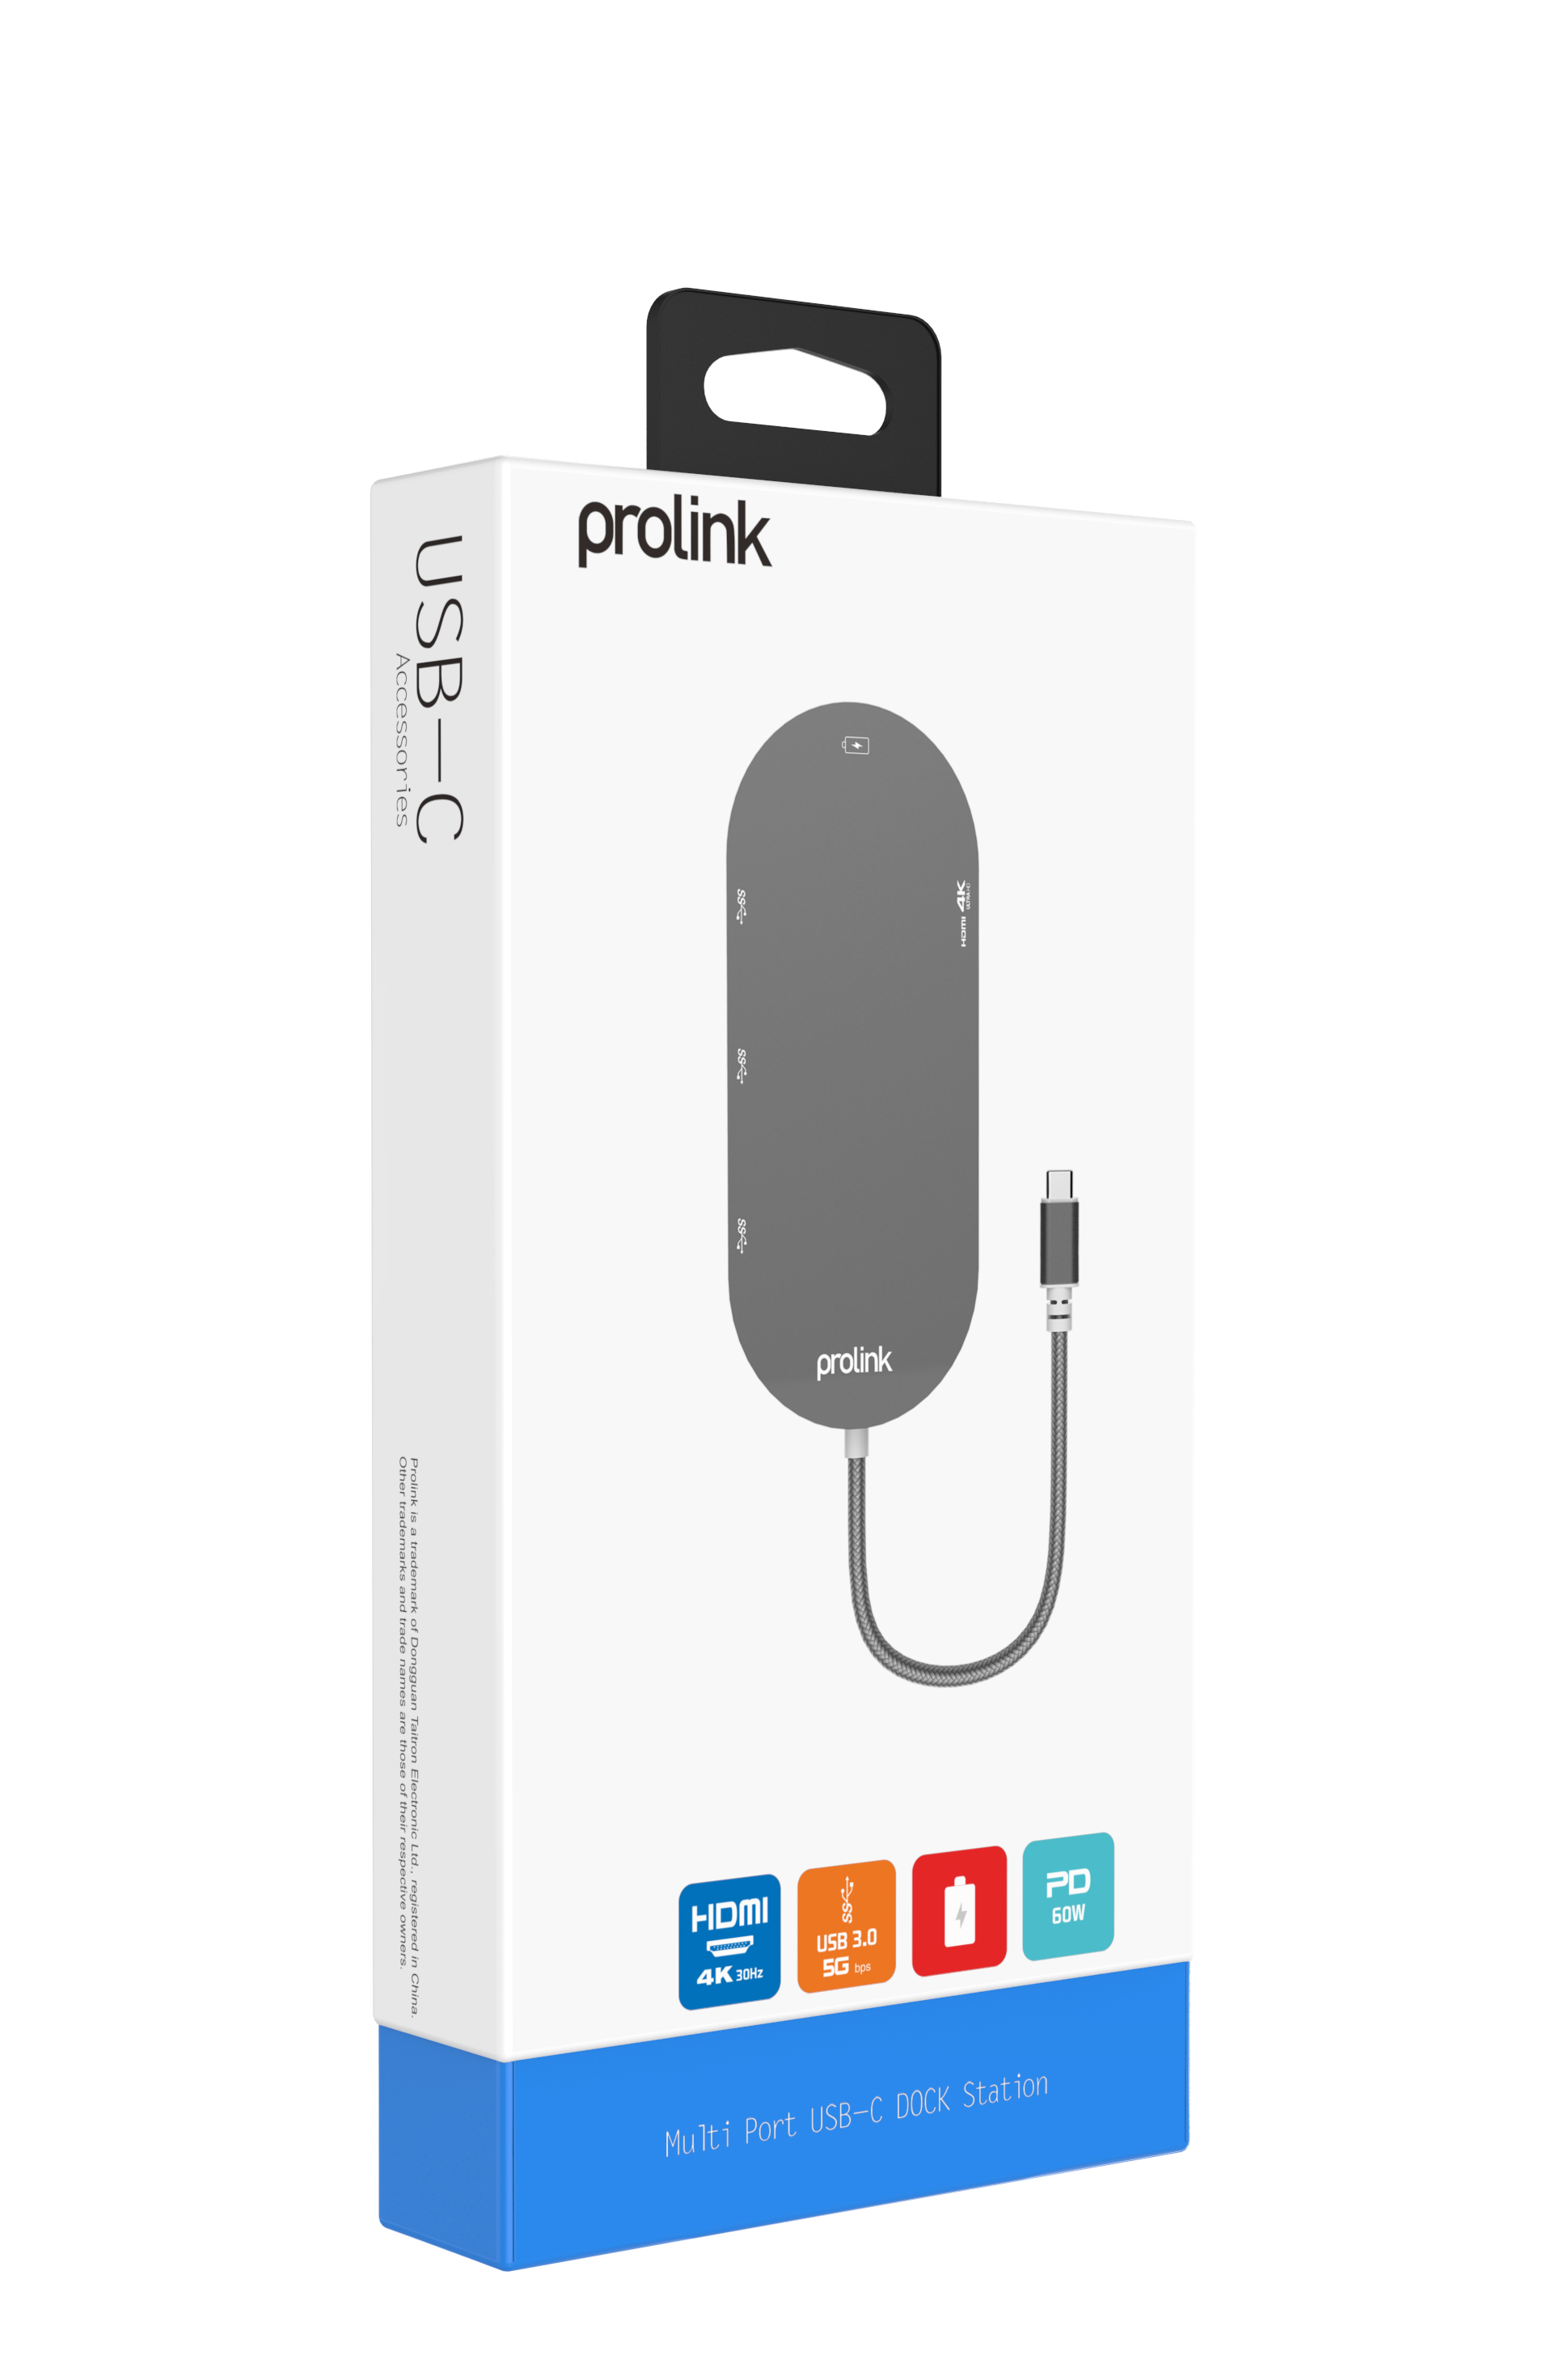 prolink
USB-C
Accessories
Prolink is a trademark of Dongguan Taitron Electronic Ltd., registered in China.
Other trademarks and trade names are those of their respective owners.
HDMI 4K
ULTRA HD
SS
SS
SS
prolink
HDMI
4K 30Hz
SS
USB 3.0
5G bps
PD
60W
Multi Port USB-C DOCK Station